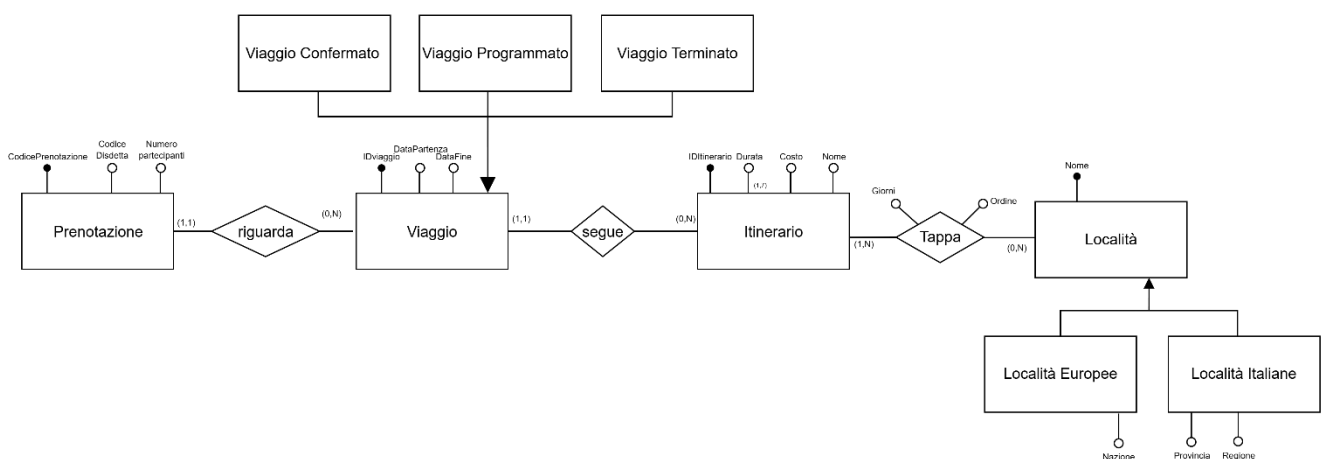 Viaggio Confermato
Viaggio Programmato
Viaggio Terminato
CodicePrenotazione
Codice
Disdetta
Numero
partecipanti
IDviaggio
DataPartenza
DataFine
IDItinerario
Durata
(1,7)
Costo
Nome
Nome
Giorni
Ordine
Prenotazione
(1,1)
riguarda
(0,N)
Viaggio
(1,1)
segue
(0,N)
Itinerario
(1,N)
Tappa
(0,N)
Località
Località Europee
Località Italiane
Nazione
Provincia
Regione